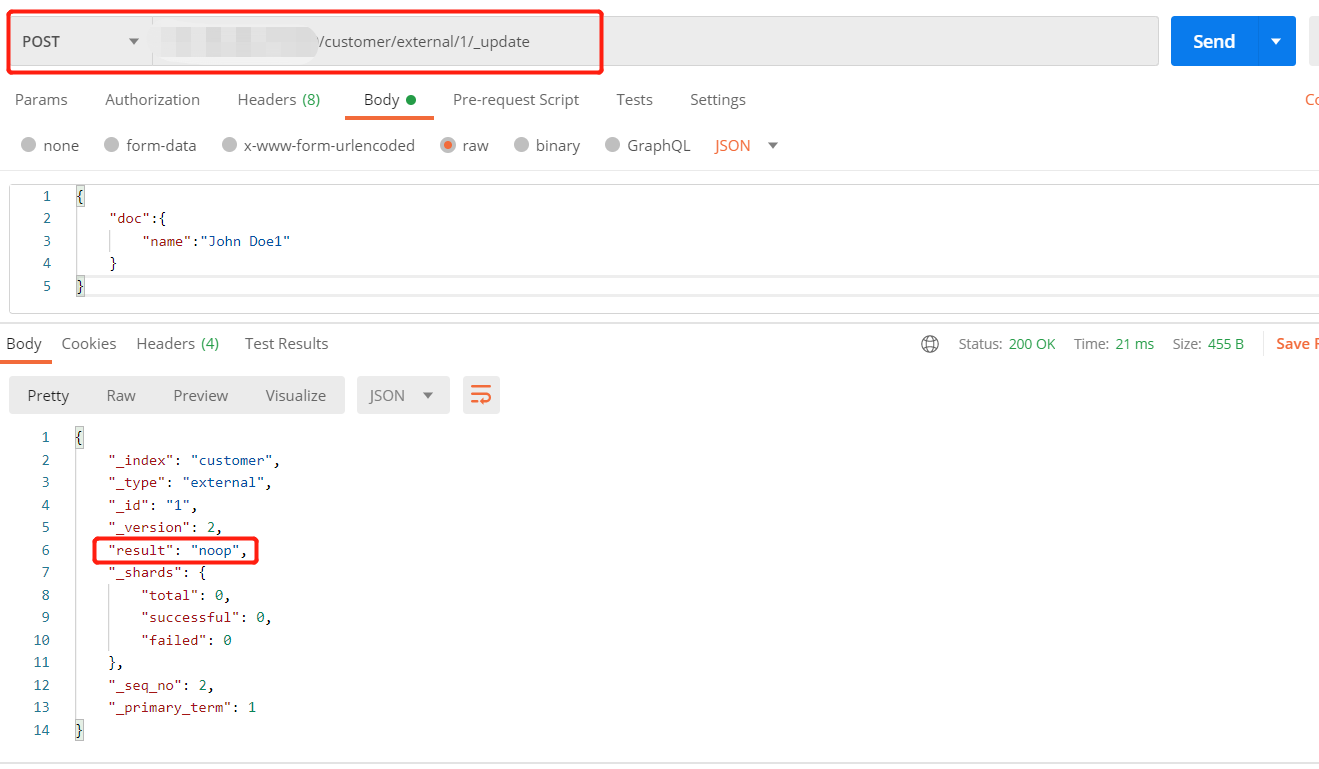 POST /customer/external/1/_update Send
Params Authorization Headers (8) Body Pre-request Script Tests Settings
none form-data x-www-form-urlencoded raw binary GraphQL JSON
1 {
2 "doc":{
3 "name":"John Doe1"
4 }
5 }
Body Cookies Headers (4) Test Results Status: 200 OK Time: 21 ms Size: 455 B Save
Pretty Raw Preview Visualize JSON
1 {
2 "_index": "customer",
3 "_type": "external",
4 "_id": "1",
5 "_version": 2,
6 "result": "noop",
7 "_shards": {
8 "total": 0,
9 "successful": 0,
10 "failed": 0
11 },
12 "_seq_no": 2,
13 "_primary_term": 1
14 }